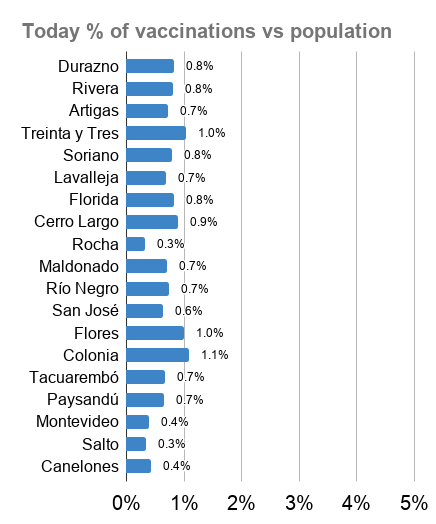 Today % of vaccinations vs population
Durazno 0.8%
Rivera 0.8%
Artigas 0.7%
Treinta y Tres 1.0%
Soriano 0.8%
Lavalleja 0.7%
Florida 0.8%
Cerro Largo 0.9%
Rocha 0.3%
Maldonado 0.7%
Río Negro 0.7%
San José 0.6%
Flores 1.0%
Colonia 1.1%
Tacuarembó 0.7%
Paysandú 0.7%
Montevideo 0.4%
Salto 0.3%
Canelones 0.4%
0% 1% 2% 3% 4% 5%